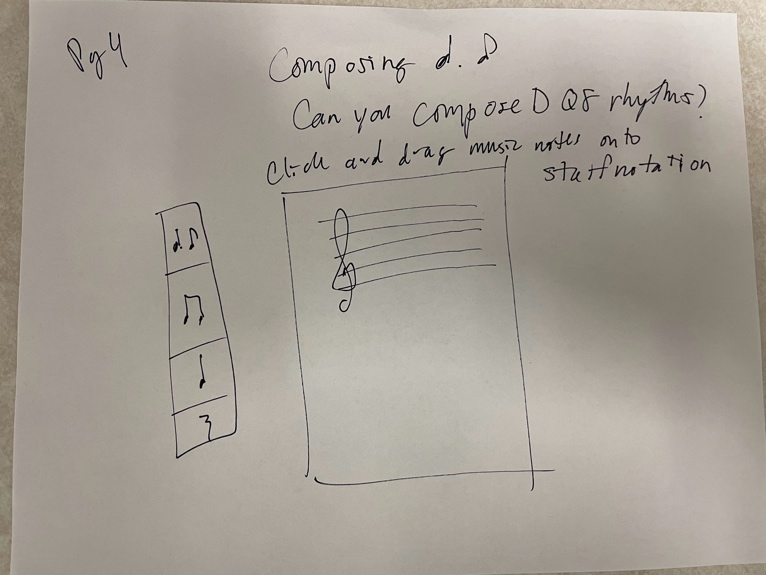 Pg 4
Composing ♩. ♪
Can you compose D Q8 rhythms?
Click and drag music notes onto
staff notation